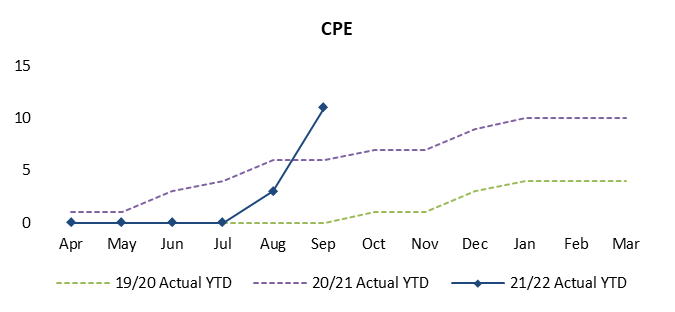 CPE
15
10
5
0
Apr May Jun Jul Aug Sep Oct Nov Dec Jan Feb Mar
19/20 Actual YTD 20/21 Actual YTD 21/22 Actual YTD